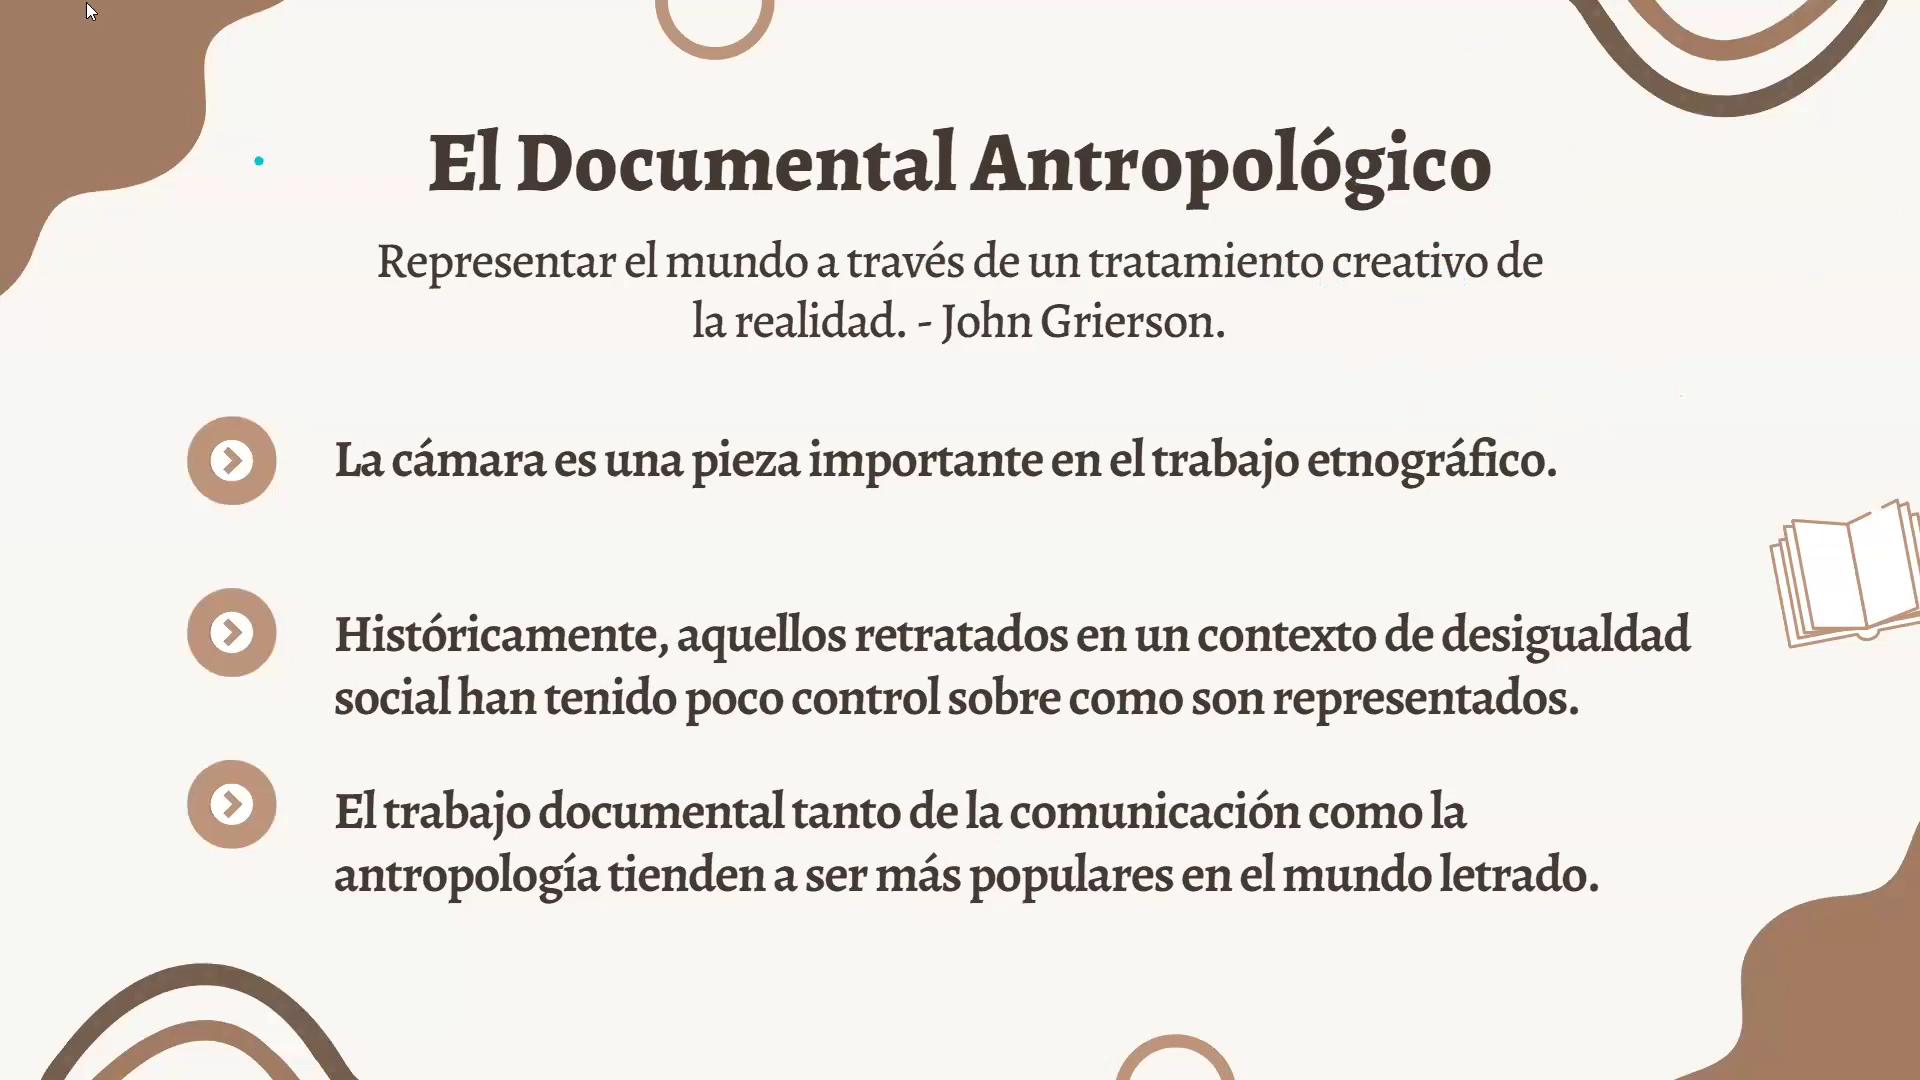 El Documental Antropológico
Representar el mundo a través de un tratamiento creativo de
la realidad. - John Grierson.
La cámara es una pieza importante en el trabajo etnográfico.
Históricamente, aquellos retratados en un contexto de desigualdad
social han tenido poco control sobre como son representados.
El trabajo documental tanto de la comunicación como la
antropología tienden a ser más populares en el mundo letrado.